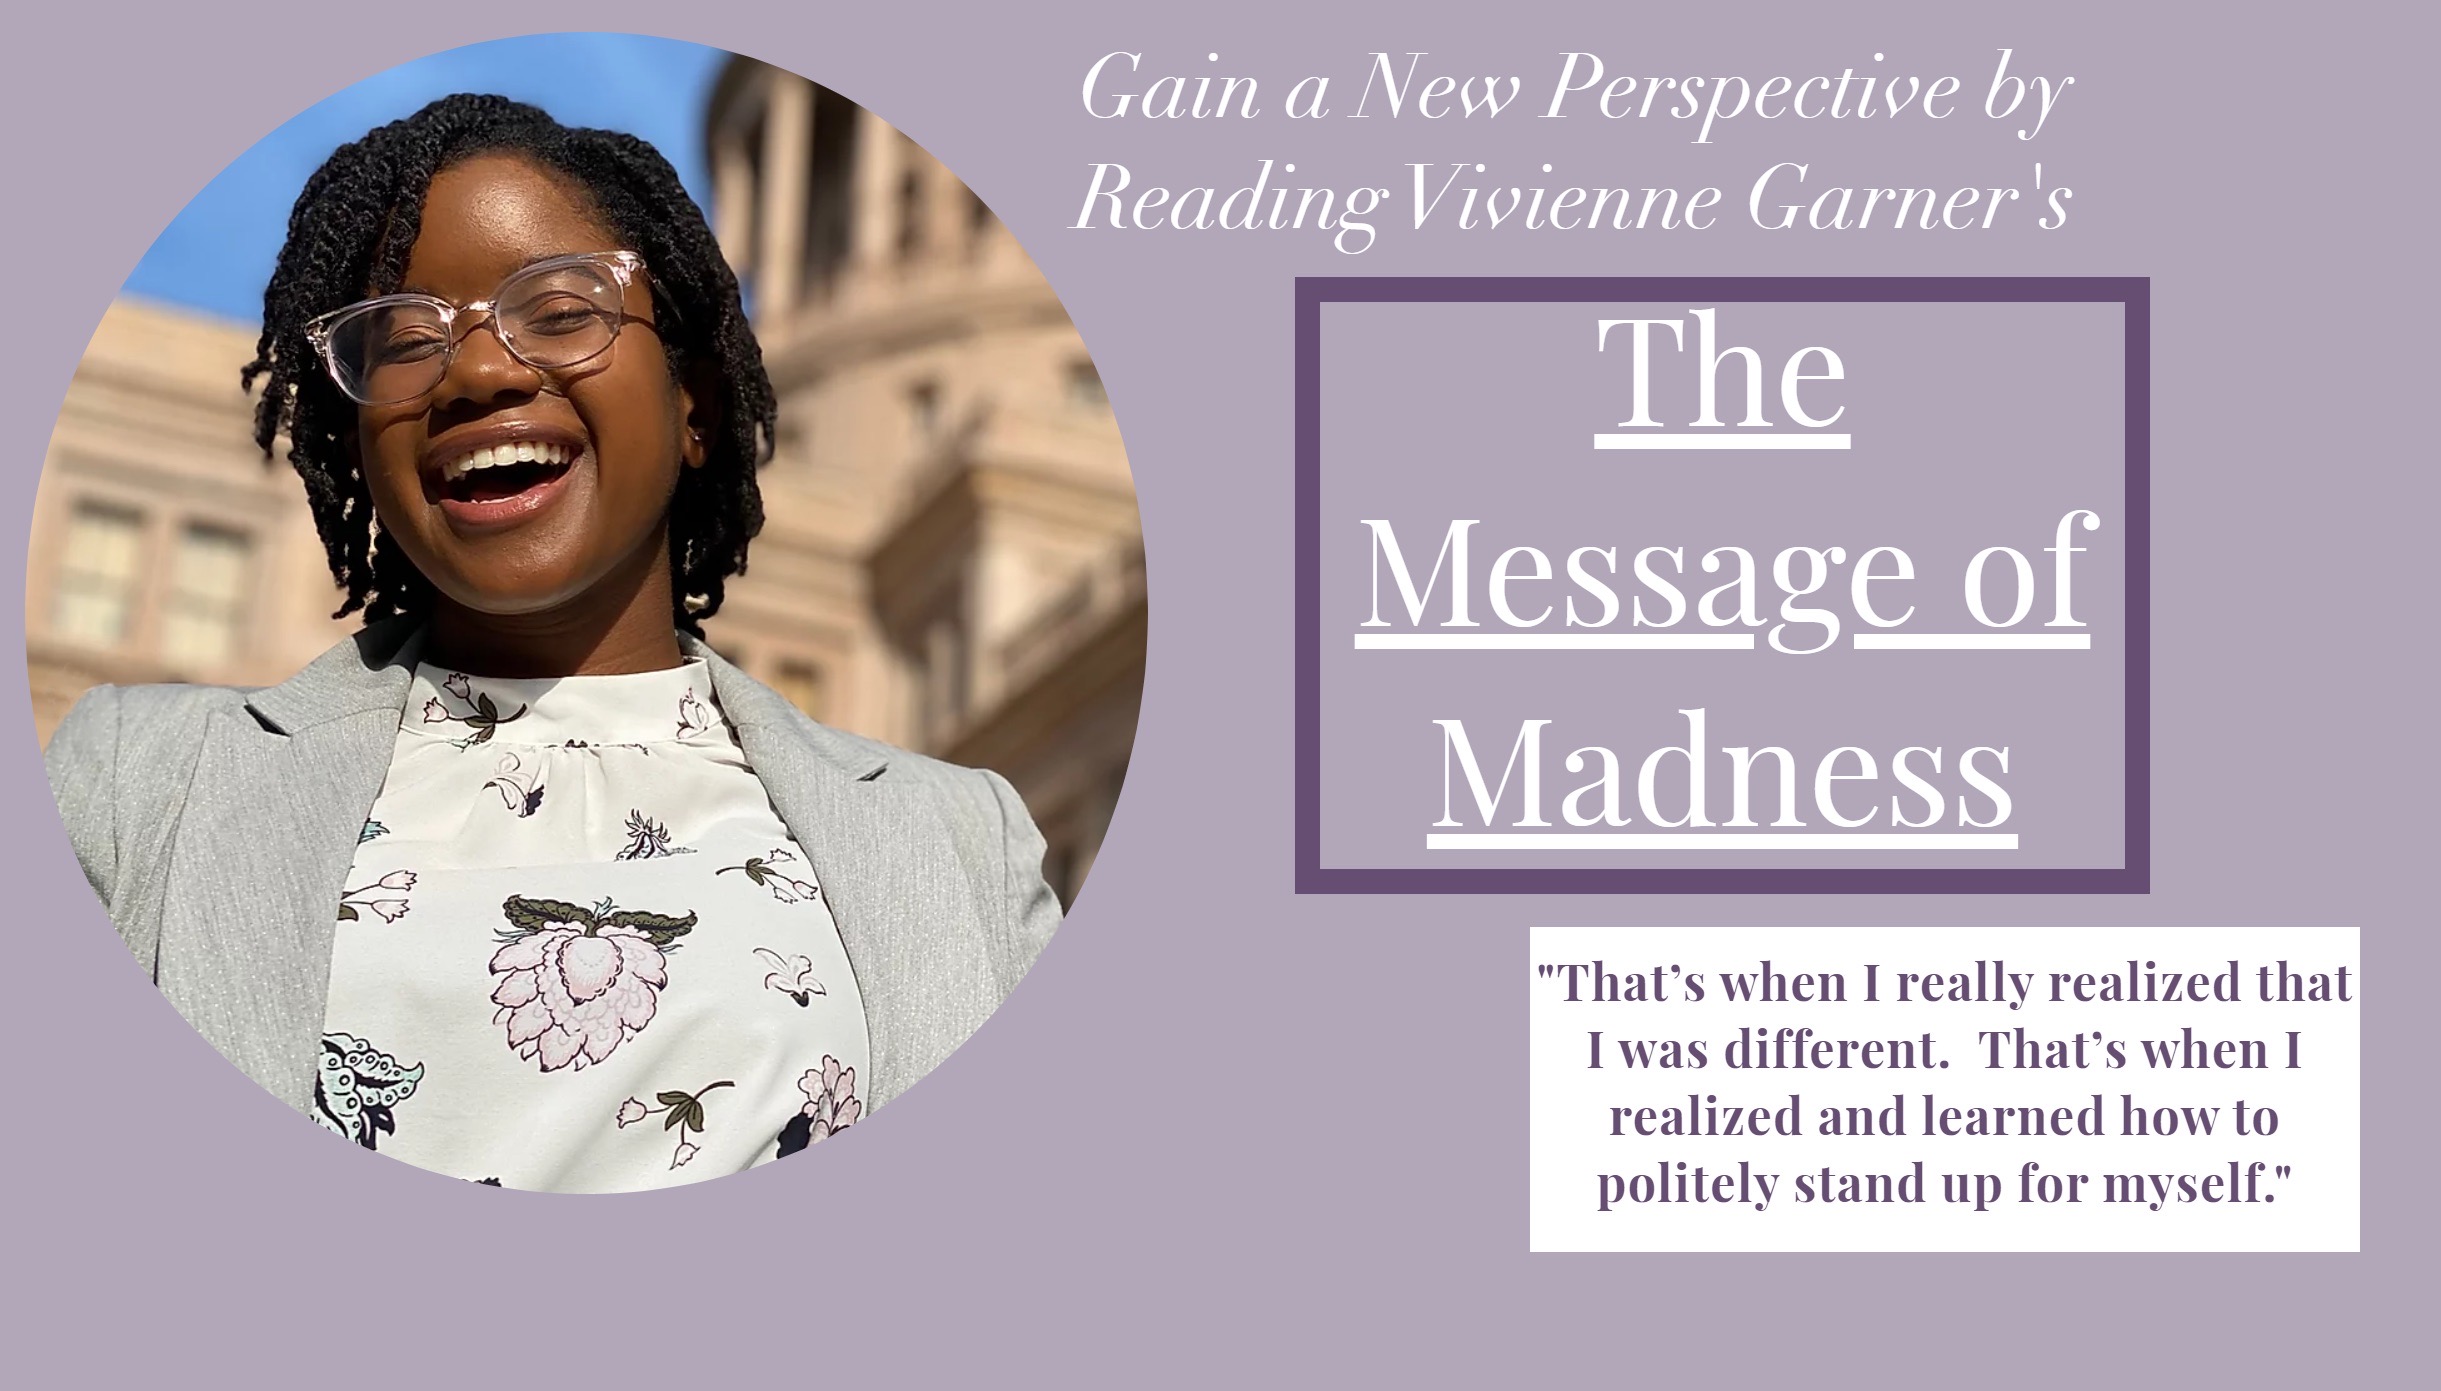 Gain a New Perspective by
Reading Vivienne Garner's
The
Message of
Madness
"That’s when I really realized that
I was different.  That’s when I
realized and learned how to
politely stand up for myself."